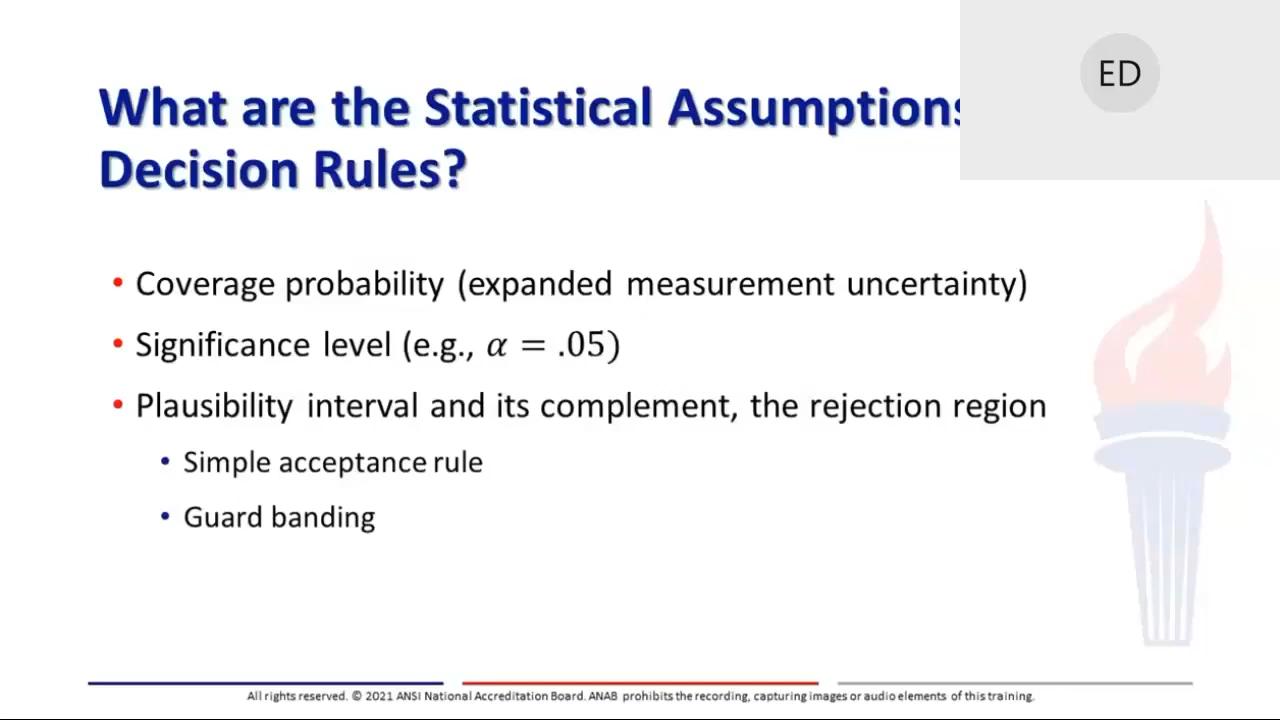 ED
What are the Statistical Assumptions
Decision Rules?
• Coverage probability (expanded measurement uncertainty)
• Significance level (e.g., α = .05)
• Plausibility interval and its complement, the rejection region
• Simple acceptance rule
• Guard banding
All rights reserved. © 2021 ANSI National Accreditation Board. ANAB prohibits the recording, capturing images or audio elements of this training.